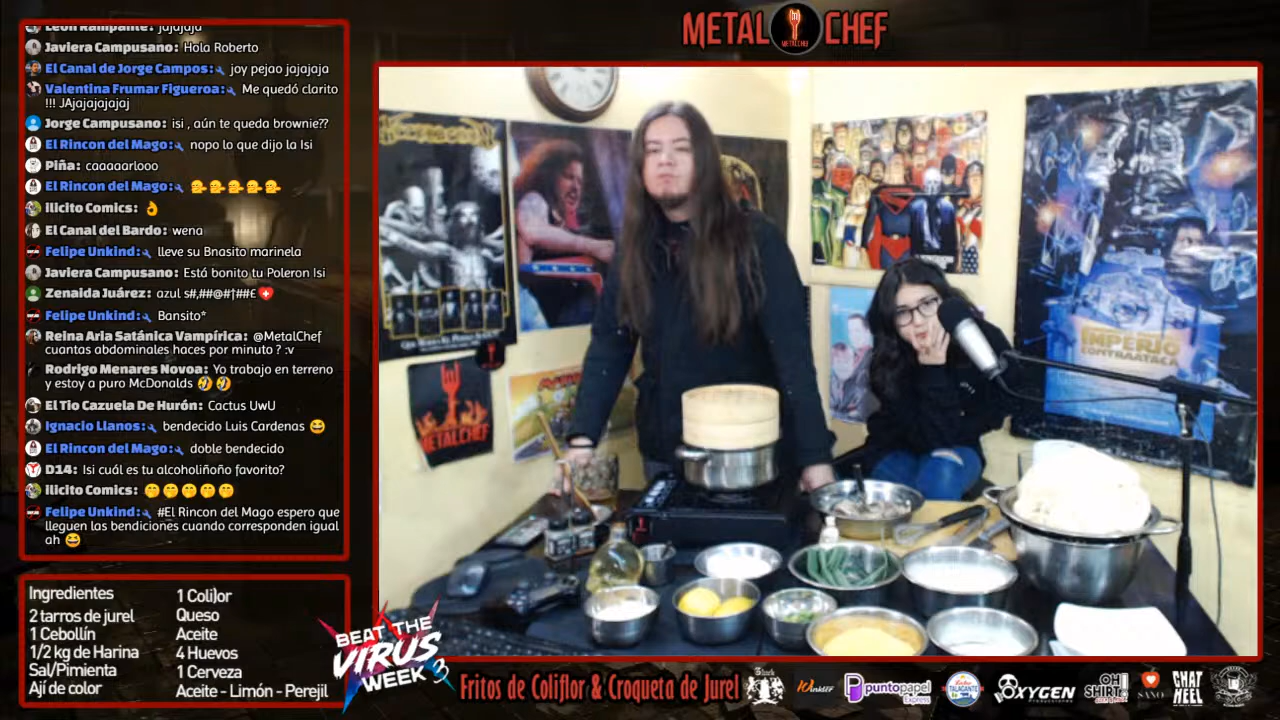 METAL CHEF
METALCHEF
León Rampante: jajajaja
Javiera Campusano: Hola Roberto
El Canal de Jorge Campos: joy pejao jajajaja
Valentina Frumar Figueroa: Me quedó clarito
!!! JAjajajajaj
Jorge Campusano: isi , aún te queda brownie??
El Rincon del Mago: nopo lo que dijo la Isi
Piña: caaaaarlooo
El Rincon del Mago:
ilicito Comics: 👌
El Canal del Bardo: wena
Felipe Unkind: lleve su Bnasito marinela
Javiera Campusano: Está bonito tu Poleron Isi
Zenaida Juárez: azul s#,##@#†##£
Felipe Unkind: Bansito*
Reina Aria Satánica Vampírica: @MetalChef
cuantas abdominales haces por minuto ? :v
Rodrigo Menares Novoa: Yo trabajo en terreno
y estoy a puro McDonalds 🤣🤣
El Tio Cazuela De Hurón: Cactus UwU
Ignacio Llanos: bendecido Luis Cardenas 😄
El Rincon del Mago: doble bendecido
D14: Isi cuál es tu alcoholiñoño favorito?
ilicito Comics: 🤭🤭🤭🤭🤭
Felipe Unkind: #El Rincon del Mago espero que
lleguen las bendiciones cuando corresponden igual
ah 😄
METALCHEF
IMPERIO
CONTRAATACA
Ingredientes
2 tarros de jurel
1 Cebollín
1/2 kg de Harina
Sal/Pimienta
Ají de color
1 Coliflor
Queso
Aceite
4 Huevos
1 Cerveza
Aceite - Limón - Perejil
BEAT THE
VIRUS
WEEK 3
Fritos de Coliflor & Croqueta de Jurel
puntopapel
Express
TALAGANTE
OXYGEN
OH
SHIRT!
SANO
CHAT
NEEL